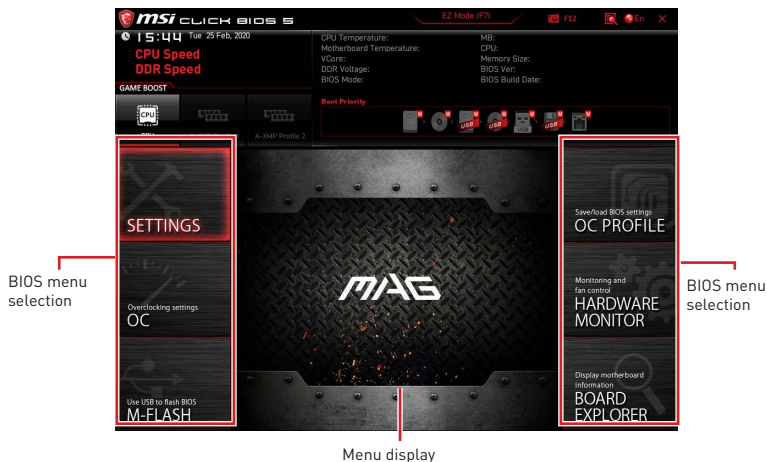 msi CLICK BIOS 5
EZ Mode (F7)
F12
En
15:44 Tue 25 Feb, 2020
CPU Speed
DDR Speed
CPU Temperature:
Motherboard Temperature:
VCore:
DDR Voltage:
BIOS Mode:
MB:
CPU:
Memory Size:
BIOS Ver:
BIOS Build Date:
GAME BOOST
CPU
A-XMP Profile 2
Boot Priority
U U U U U U U
USB USB USB USB
SETTINGS
Overclocking settings
OC
Use USB to flash BIOS
M-FLASH
MAG
Save/load BIOS settings
OC PROFILE
Monitoring and
fan control
HARDWARE
MONITOR
Display motherboard
information
BOARD
EXPLORER
BIOS menu
selection
BIOS menu
selection
Menu display